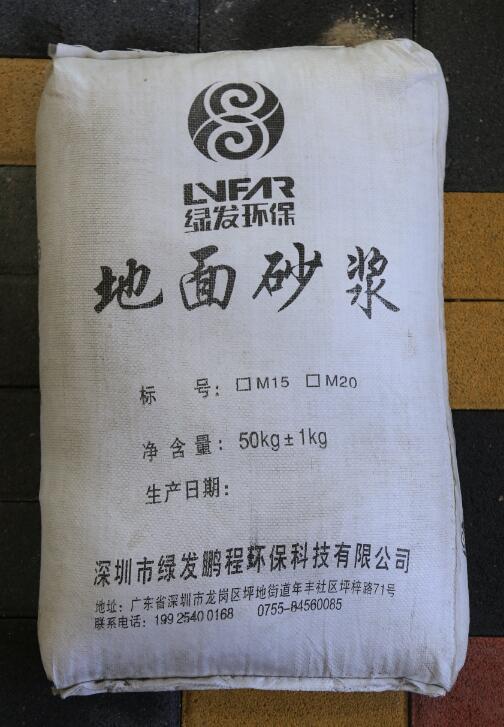 LVFAR
绿发环保
地面砂浆
标 号：□M15 □M20
净含量：50kg±1kg
生产日期：
深圳市绿发鹏程环保科技有限公司
地址：广东省深圳市龙岗区坪地街道年丰社区坪梓路71号
联系电话：199 2540 0168 0755-84560085